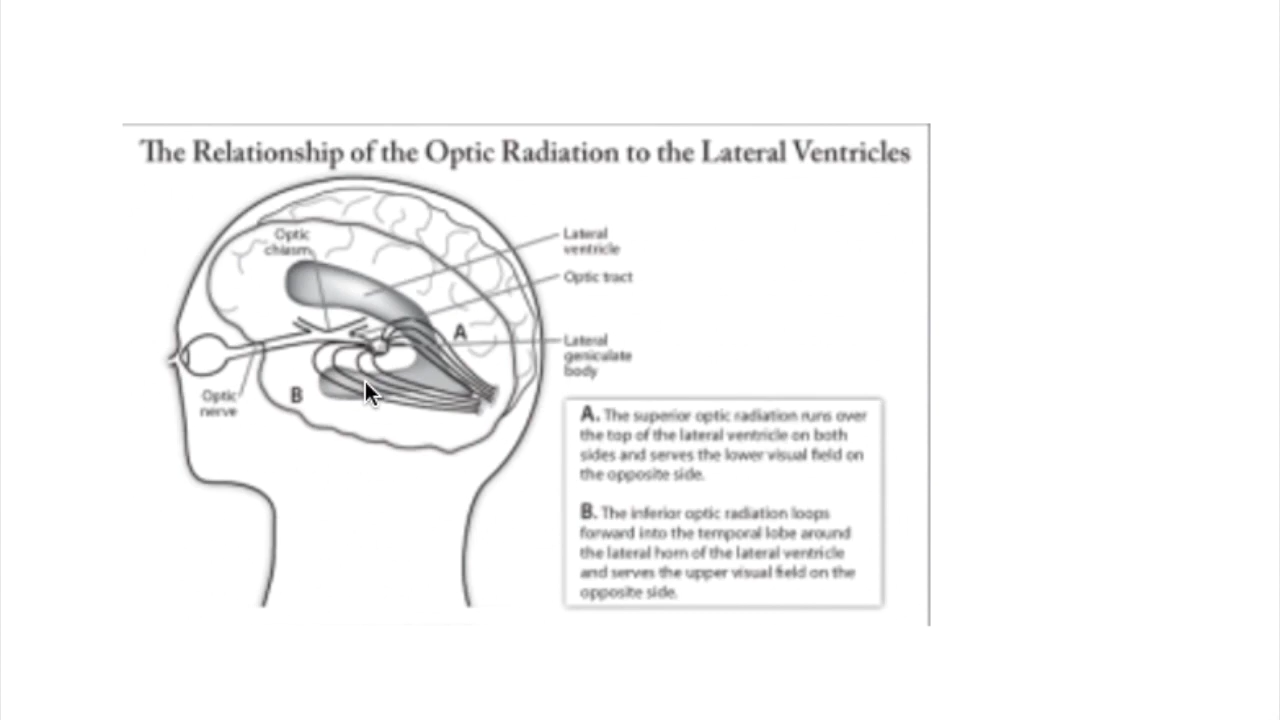 The Relationship of the Optic Radiation to the Lateral Ventricles
Optic
chiasm
Lateral
ventricle
Optic tract
A
Lateral
geniculate
body
B
Optic
nerve
A. The superior optic radiation runs over
the top of the lateral ventricle on both
sides and serves the lower visual field on
the opposite side.
B. The inferior optic radiation loops
forward into the temporal lobe around
the lateral horn of the lateral ventricle
and serves the upper visual field on the
opposite side.